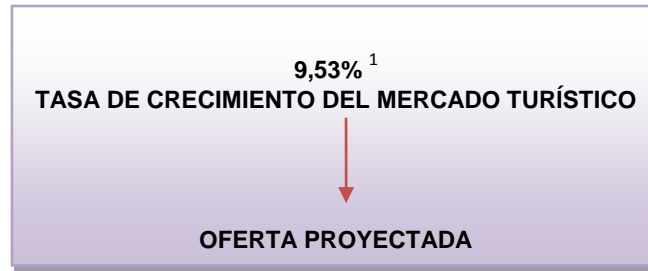 9,53% 1
TASA DE CRECIMIENTO DEL MERCADO TURÍSTICO
OFERTA PROYECTADA